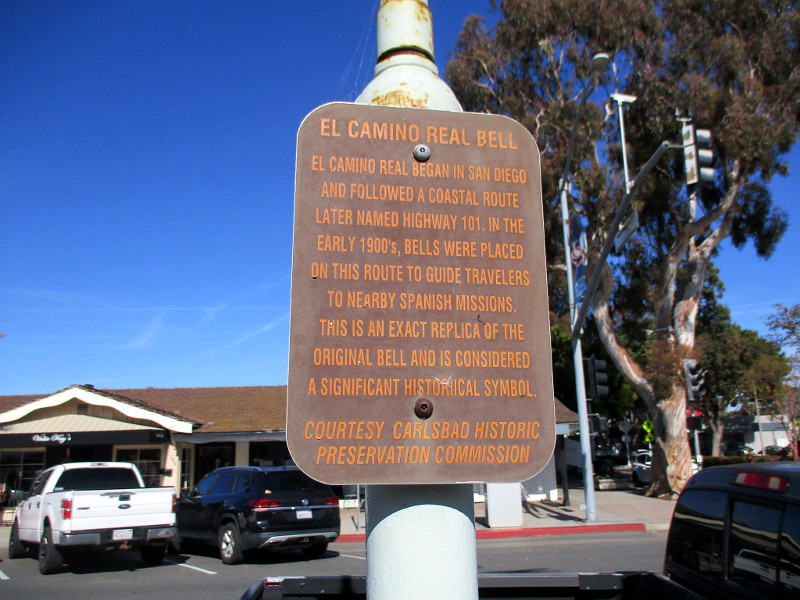 EL CAMINO REAL BELL
EL CAMINO REAL BEGAN IN SAN DIEGO
AND FOLLOWED A COASTAL ROUTE
LATER NAMED HIGHWAY 101. IN THE
EARLY 1900's, BELLS WERE PLACED
ON THIS ROUTE TO GUIDE TRAVELERS
TO NEARBY SPANISH MISSIONS.
THIS IS AN EXACT REPLICA OF THE
ORIGINAL BELL AND IS CONSIDERED
A SIGNIFICANT HISTORICAL SYMBOL.
COURTESY CARLSBAD HISTORIC
PRESERVATION COMMISSION